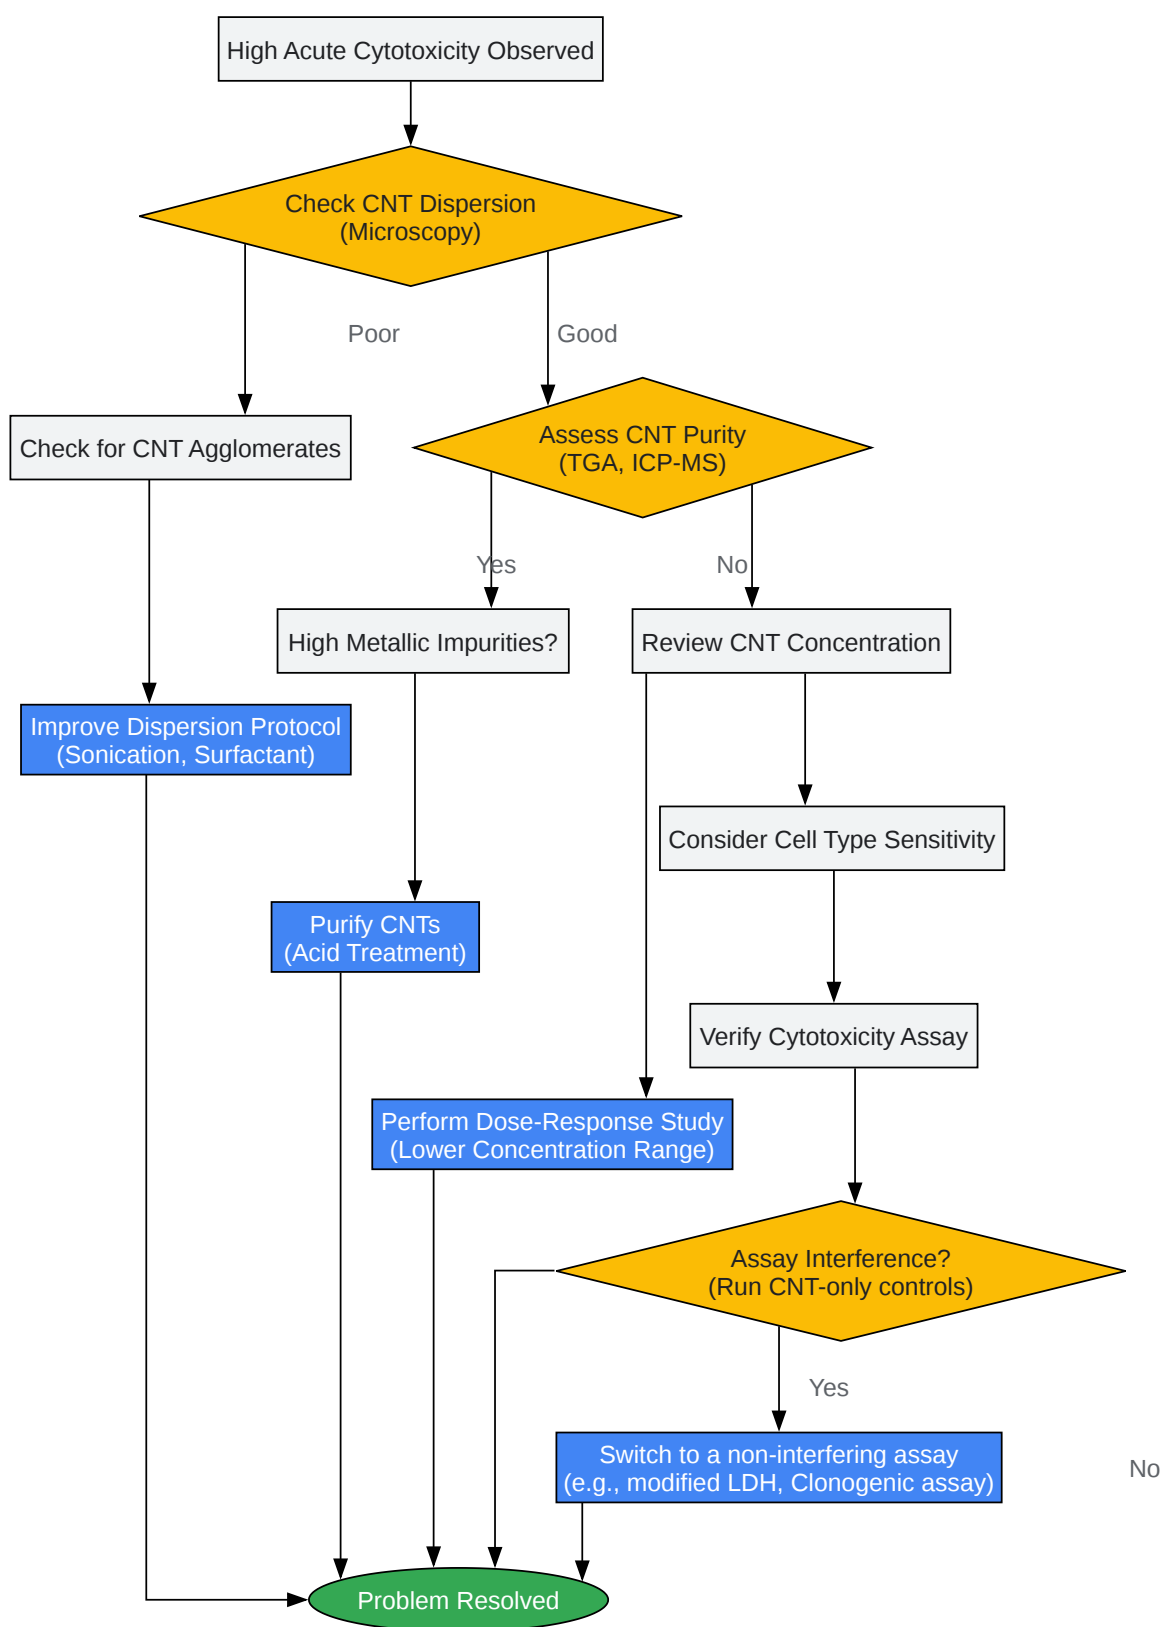 High Acute Cytotoxicity Observed
Check CNT Dispersion
(Microscopy)
Poor
Good
Check for CNT Agglomerates
Assess CNT Purity
(TGA, ICP-MS)
Yes
No
High Metallic Impurities?
Review CNT Concentration
Improve Dispersion Protocol
(Sonication, Surfactant)
Consider Cell Type Sensitivity
Purify CNTs
(Acid Treatment)
Verify Cytotoxicity Assay
Perform Dose-Response Study
(Lower Concentration Range)
Assay Interference?
(Run CNT-only controls)
Yes
Switch to a non-interfering assay
(e.g., modified LDH, Clonogenic assay)
No
Problem Resolved